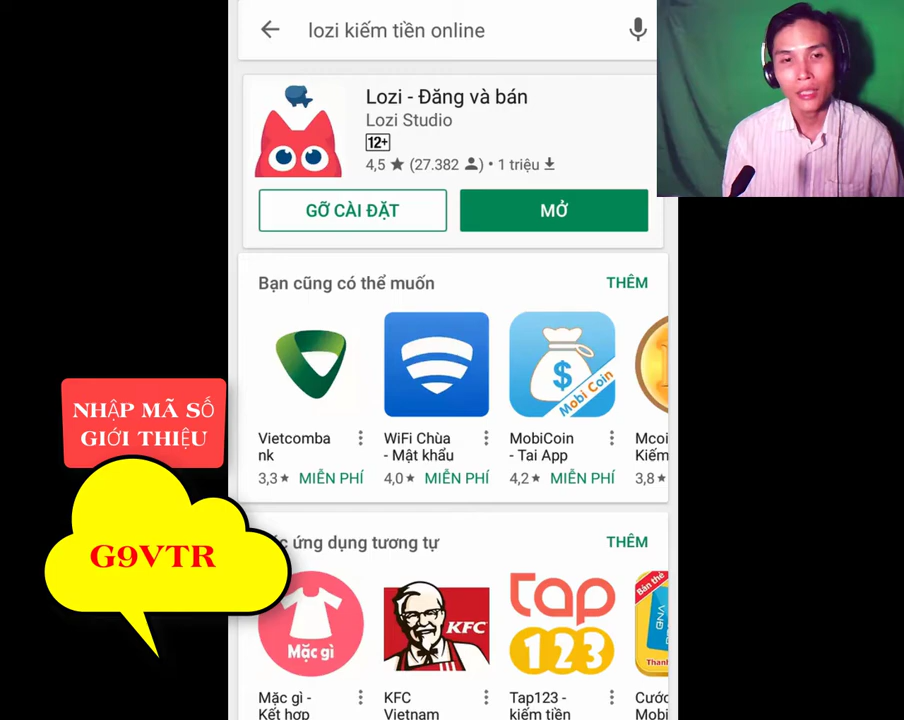 lozi kiếm tiền online
Lozi - Đăng và bán
Lozi Studio
12+
4,5 ★ (27.382) • 1 triệu
GỠ CÀI ĐẶT
MỞ
Bạn cũng có thể muốn
THÊM
$
Mobi Coin
Vietcomba
nk
3,3★ MIỄN PHÍ
WiFi Chùa
- Mật khẩu
4,0★ MIỄN PHÍ
MobiCoin
- Tai App
4,2★ MIỄN PHÍ
Mcoi
Kiếm
3,8★
NHẬP MÃ SỐ
GIỚI THIỆU
G9VTR
c ứng dụng tương tự
THÊM
Mặc gì
KFC
Tap
123
Bán thẻ
VNĐ
Thanh
Mặc gì -
Kết hợp
KFC
Vietnam
Tap123 -
kiếm tiền
Cước
Mobi